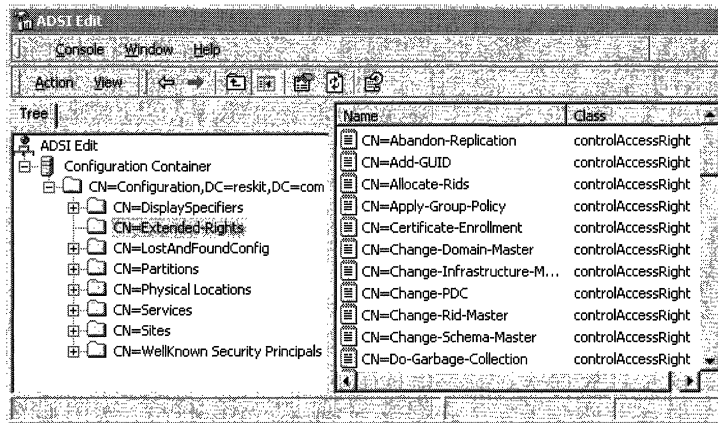 ADSI Edit
Console Window Help
Action View
Tree
Name Class
ADSI Edit
Configuration Container
CN=Configuration,DC=reskit,DC=com
CN=DisplaySpecifiers
CN=Extended-Rights
CN=LostAndFoundConfig
CN=Partitions
CN=Physical Locations
CN=Services
CN=Sites
CN=WellKnown Security Principals
CN=Abandon-Replication controlAccessRight
CN=Add-GUID controlAccessRight
CN=Allocate-Rids controlAccessRight
CN=Apply-Group-Policy controlAccessRight
CN=Certificate-Enrollment controlAccessRight
CN=Change-Domain-Master controlAccessRight
CN=Change-Infrastructure-M... controlAccessRight
CN=Change-PDC controlAccessRight
CN=Change-Rid-Master controlAccessRight
CN=Change-Schema-Master controlAccessRight
CN=Do-Garbage-Collection controlAccessRight